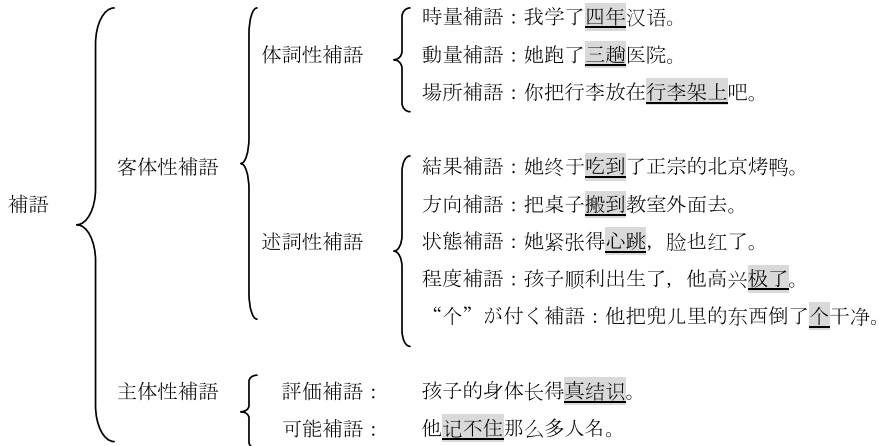 時量補語：我学了四年汉语。
体詞性補語
動量補語：她跑了三趟医院。
場所補語：你把行李放在行李架上吧。
客体性補語
結果補語：她终于吃到了正宗的北京烤鸭。
補語
方向補語：把桌子搬到教室外面去。
述詞性補語
状態補語：她紧张得心跳，脸也红了。
程度補語：孩子顺利出生了，他高兴极了。
“个”が付く補語：他把兜儿里的东西倒了个干净。
主体性補語
評価補語：孩子的身体长得真结识。
可能補語：他记不住那么多人名。